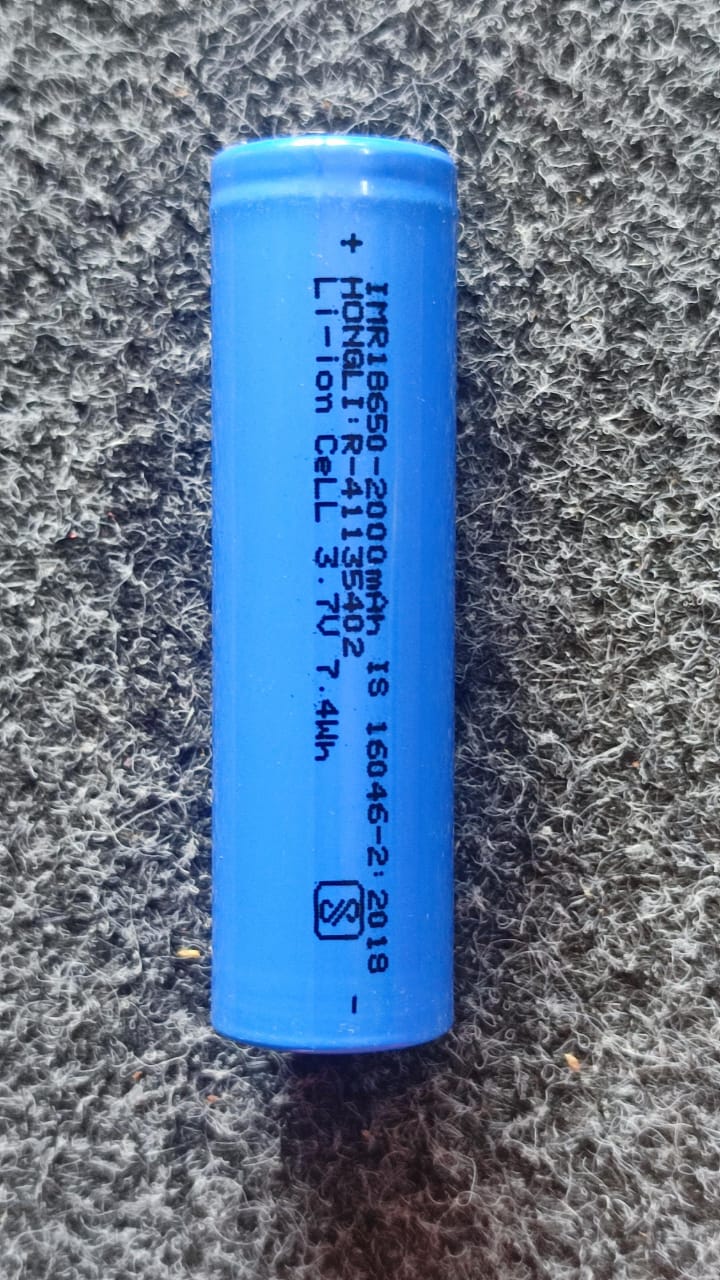 +
IMR18650-2000mAh IS 16046-2:2018
HONGLI:R-41135402
Li-ion CeLL 3.7V 7.4Wh
-